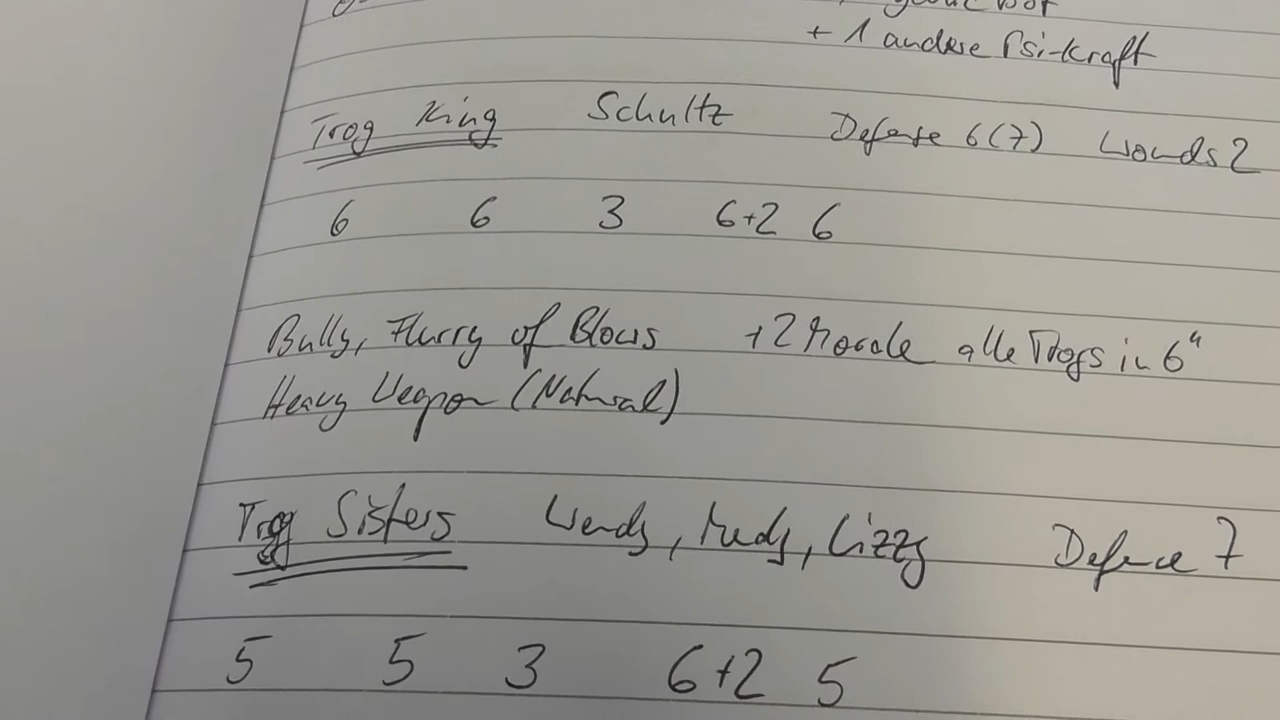 + 1 andere Psi-Kraft
Trog King Schultz Defense 6(7) Wounds 2
6 6 3 6+2 6
Bully, Flurry of Blows +2 Morale alle Trogs in 6"
Heavy Weapon (Natural)
Trog Sisters Wendy, Lizzy Defence 7
5 5 3 6+2 5